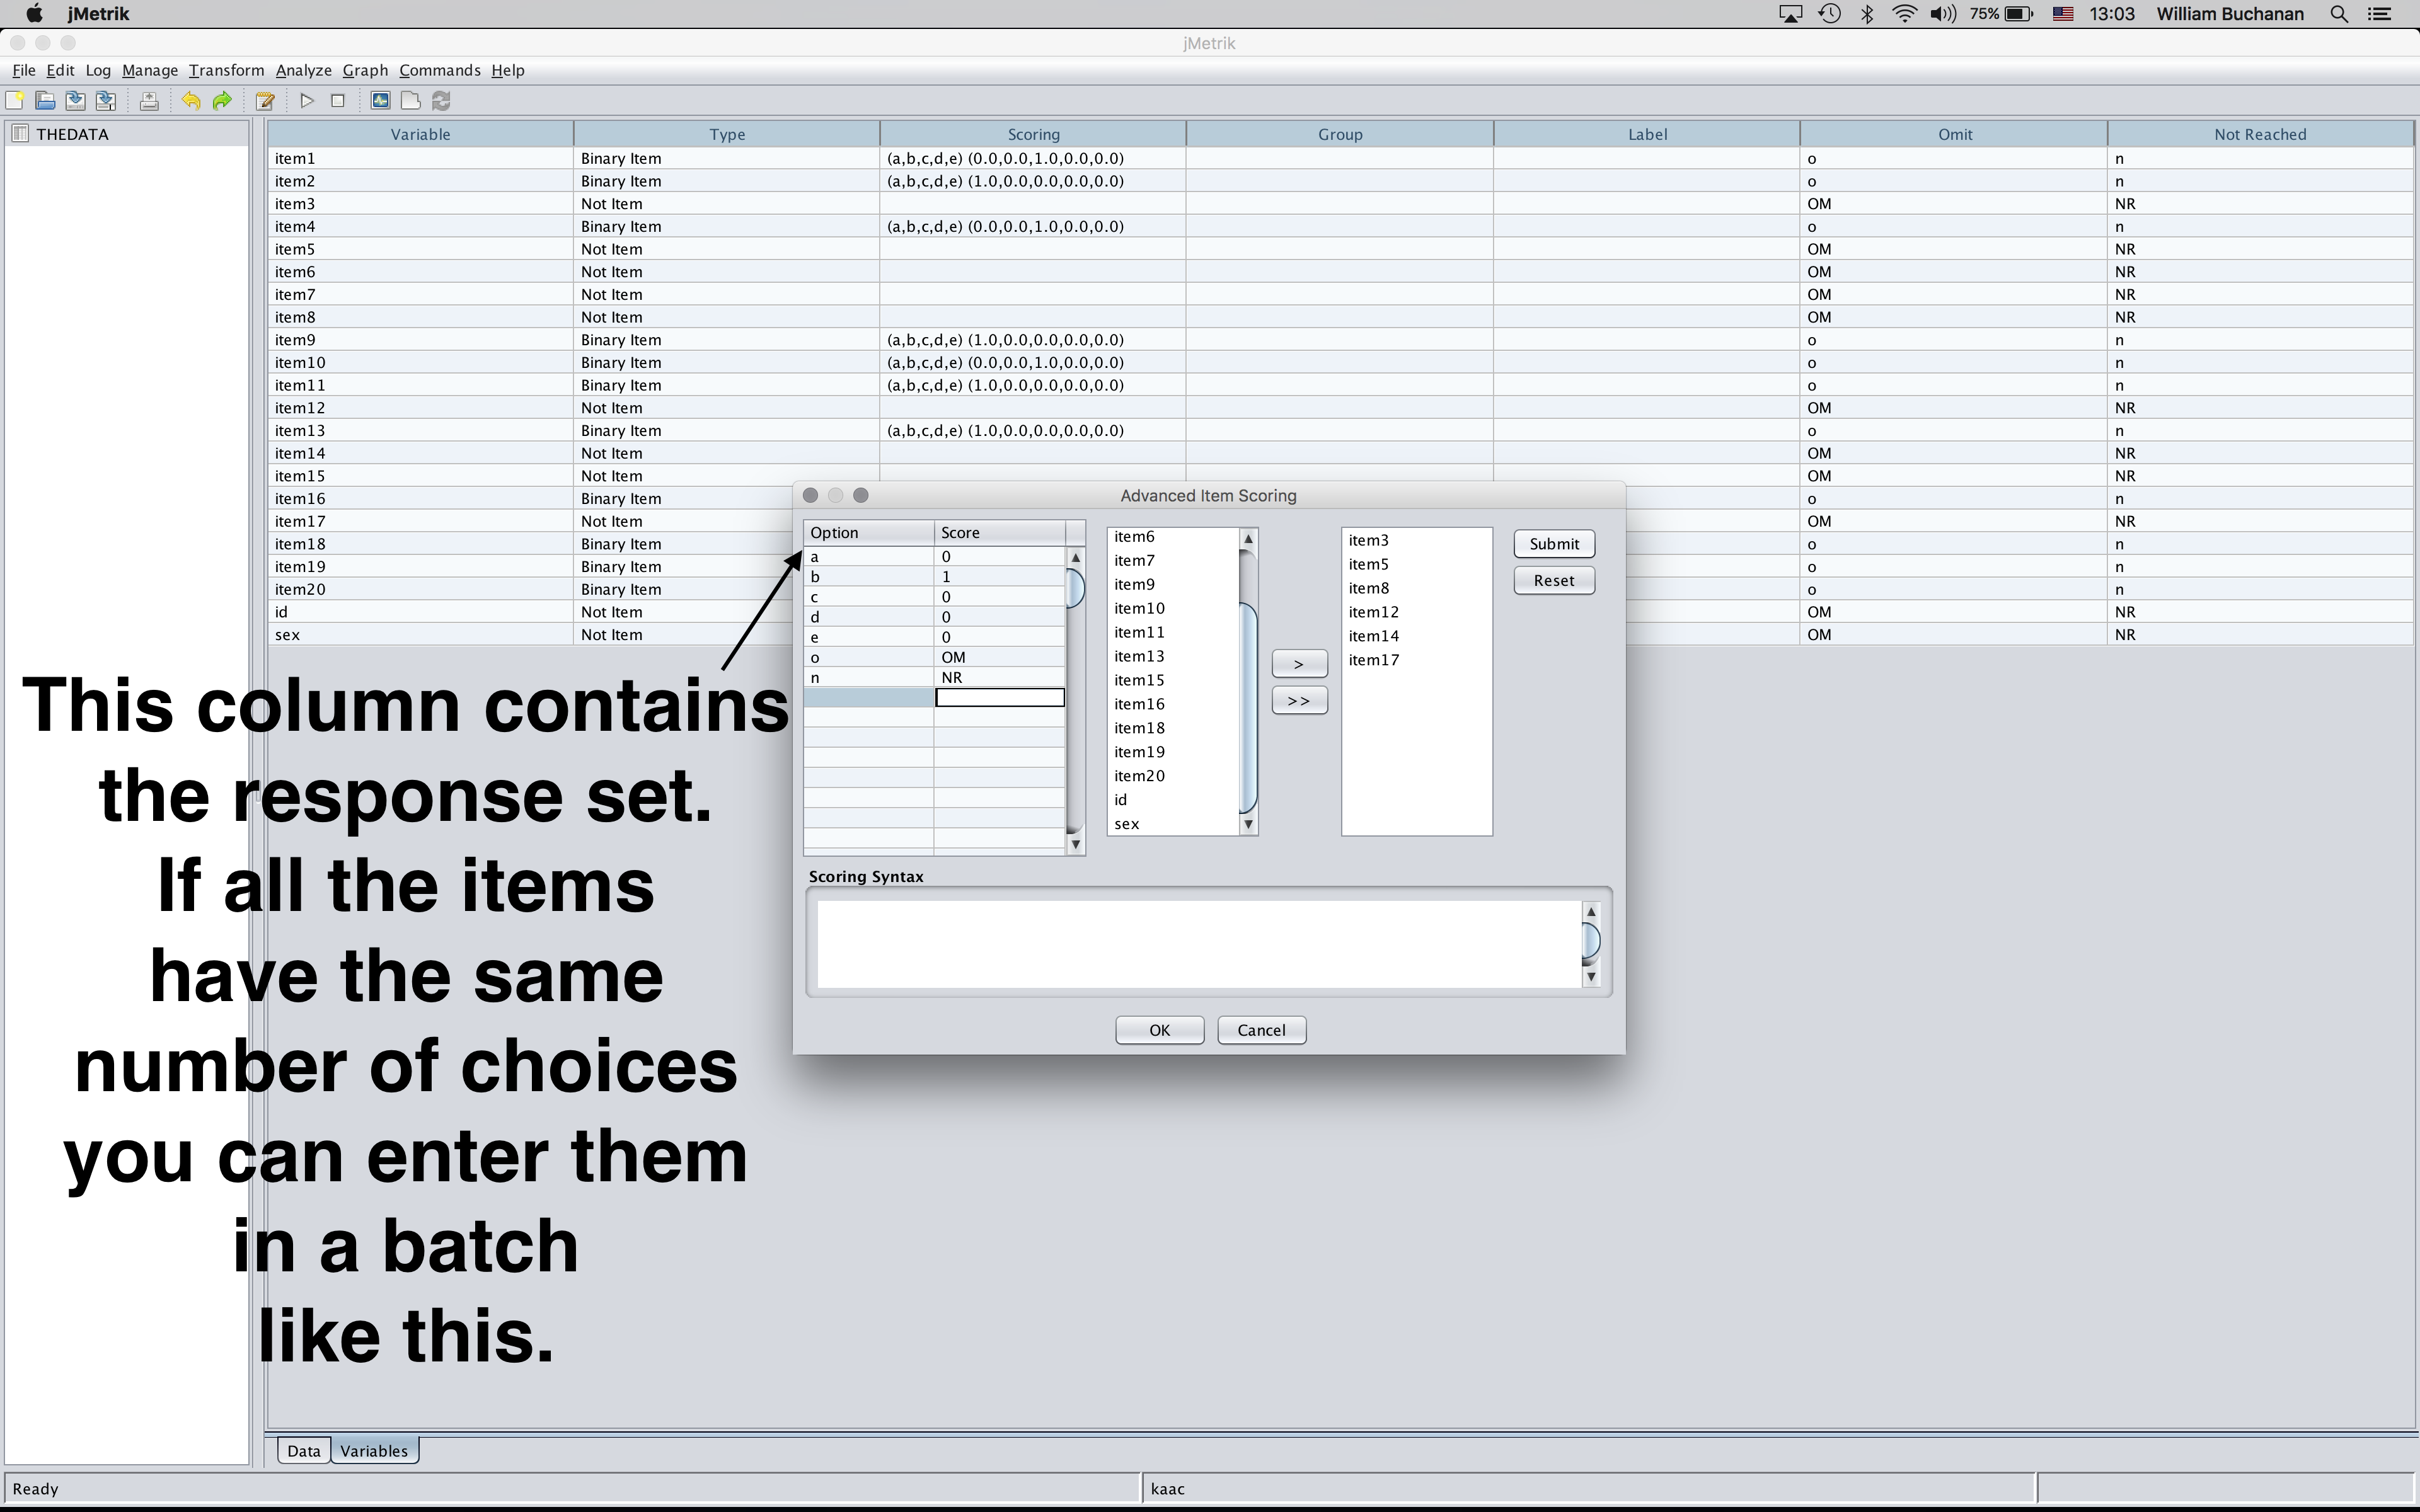 jMetrik 75% 13:03 William Buchanan
jMetrik
File Edit Log Manage Transform Analyze Graph Commands Help
THEDATA
Variable Type Scoring Group Label Omit Not Reached
item1 Binary Item (a,b,c,d,e) (0.0,0.0,1.0,0.0,0.0) o n
item2 Binary Item (a,b,c,d,e) (1.0,0.0,0.0,0.0,0.0) o n
item3 Not Item OM NR
item4 Binary Item (a,b,c,d,e) (0.0,0.0,1.0,0.0,0.0) o n
item5 Not Item OM NR
item6 Not Item OM NR
item7 Not Item OM NR
item8 Not Item OM NR
item9 Binary Item (a,b,c,d,e) (1.0,0.0,0.0,0.0,0.0) o n
item10 Binary Item (a,b,c,d,e) (0.0,0.0,1.0,0.0,0.0) o n
item11 Binary Item (a,b,c,d,e) (1.0,0.0,0.0,0.0,0.0) o n
item12 Not Item OM NR
item13 Binary Item (a,b,c,d,e) (1.0,0.0,0.0,0.0,0.0) o n
item14 Not Item OM NR
item15 Not Item OM NR
item16 Binary Item o n
item17 Not Item OM NR
item18 Binary Item o n
item19 Binary Item o n
item20 Binary Item o n
id Not Item OM NR
sex Not Item OM NR
Advanced Item Scoring
Option Score
a 0
b 1
c 0
d 0
e 0
o OM
n NR
item6
item7
item9
item10
item11
item13
item15
item16
item18
item19
item20
id
sex
>
>>
item3
item5
item8
item12
item14
item17
Submit
Reset
Scoring Syntax
OK Cancel
This column contains
the response set.
If all the items
have the same
number of choices
you can enter them
in a batch
like this.
Data Variables
Ready kaac